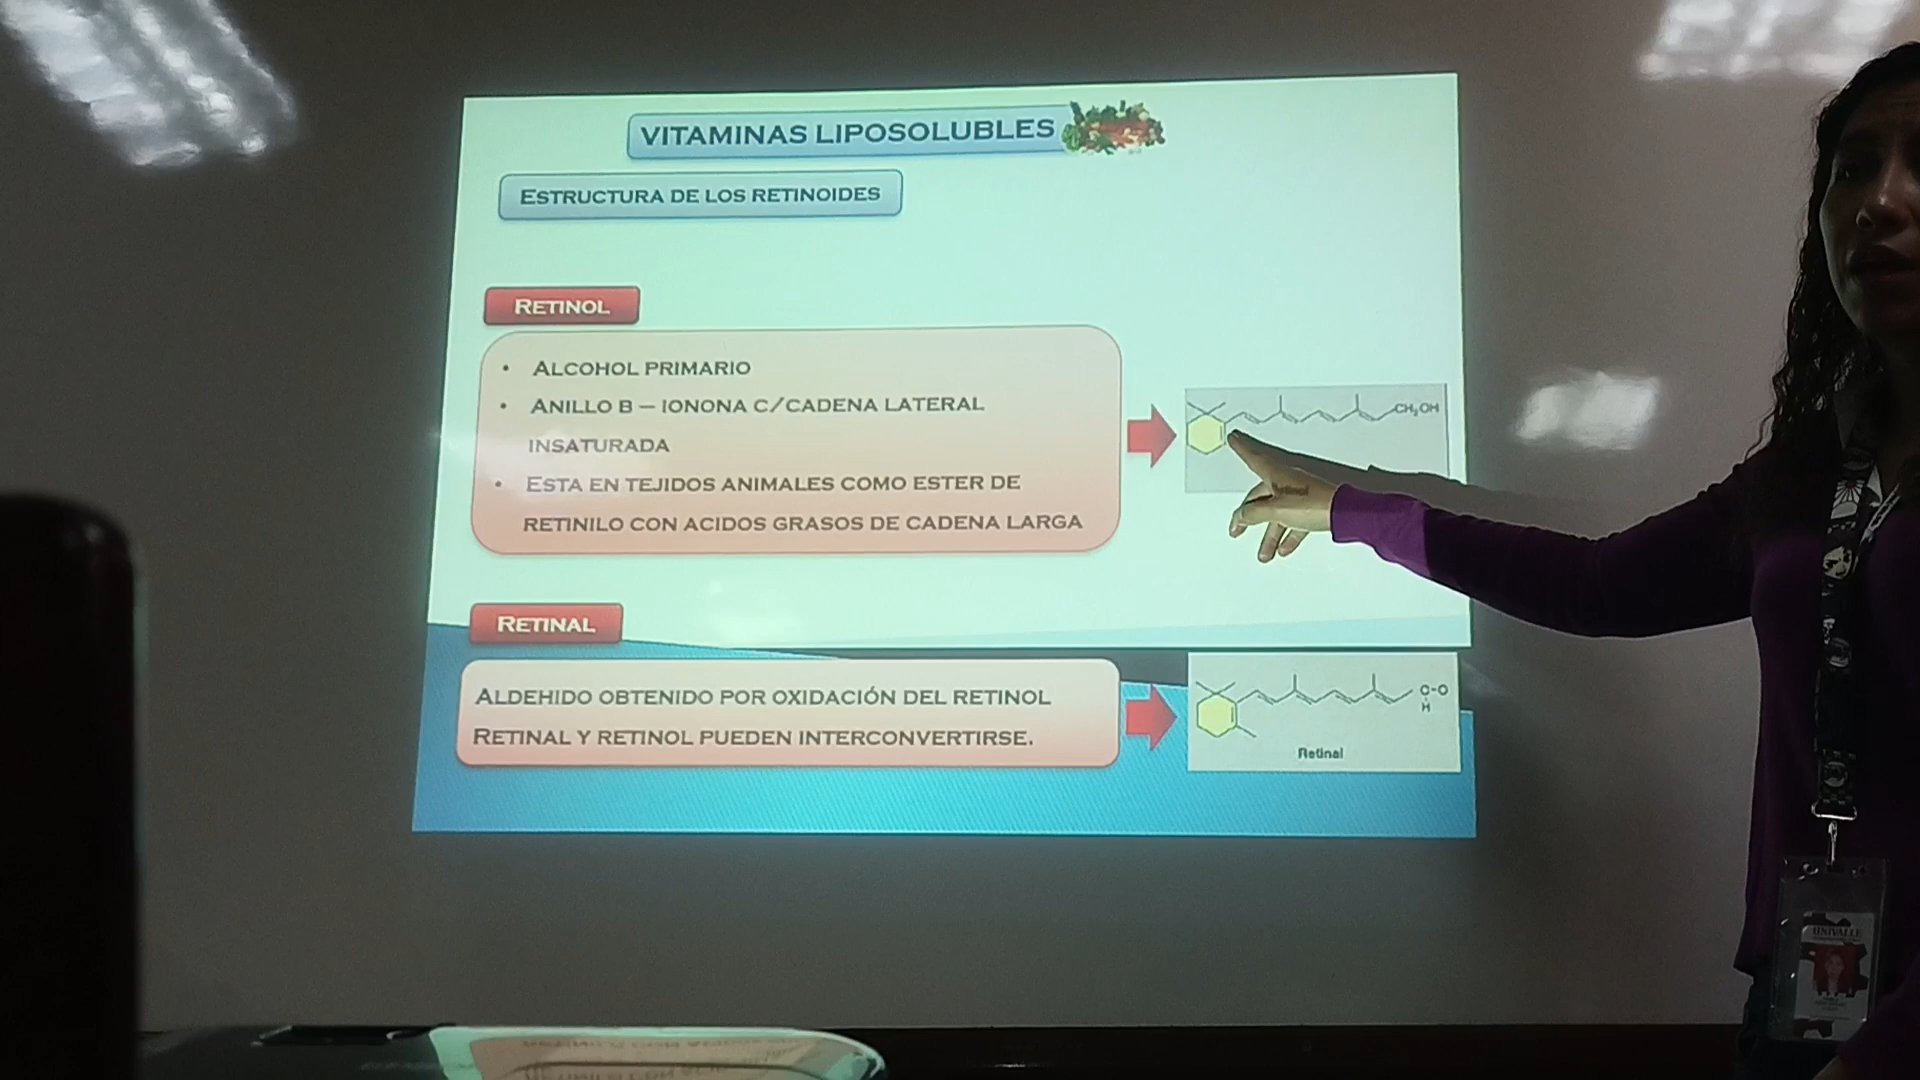 VITAMINAS LIPOSOLUBLES
ESTRUCTURA DE LOS RETINOIDES
RETINOL
• ALCOHOL PRIMARIO
• ANILLO B – IONONA C/CADENA LATERAL
INSATURADA
• ESTA EN TEJIDOS ANIMALES COMO ESTER DE
RETINILO CON ACIDOS GRASOS DE CADENA LARGA
CH₂OH
Retinol
RETINAL
ALDEHIDO OBTENIDO POR OXIDACIÓN DEL RETINOL
RETINAL Y RETINOL PUEDEN INTERCONVERTIRSE.
C-O
H
Retinal
UNIVALLE